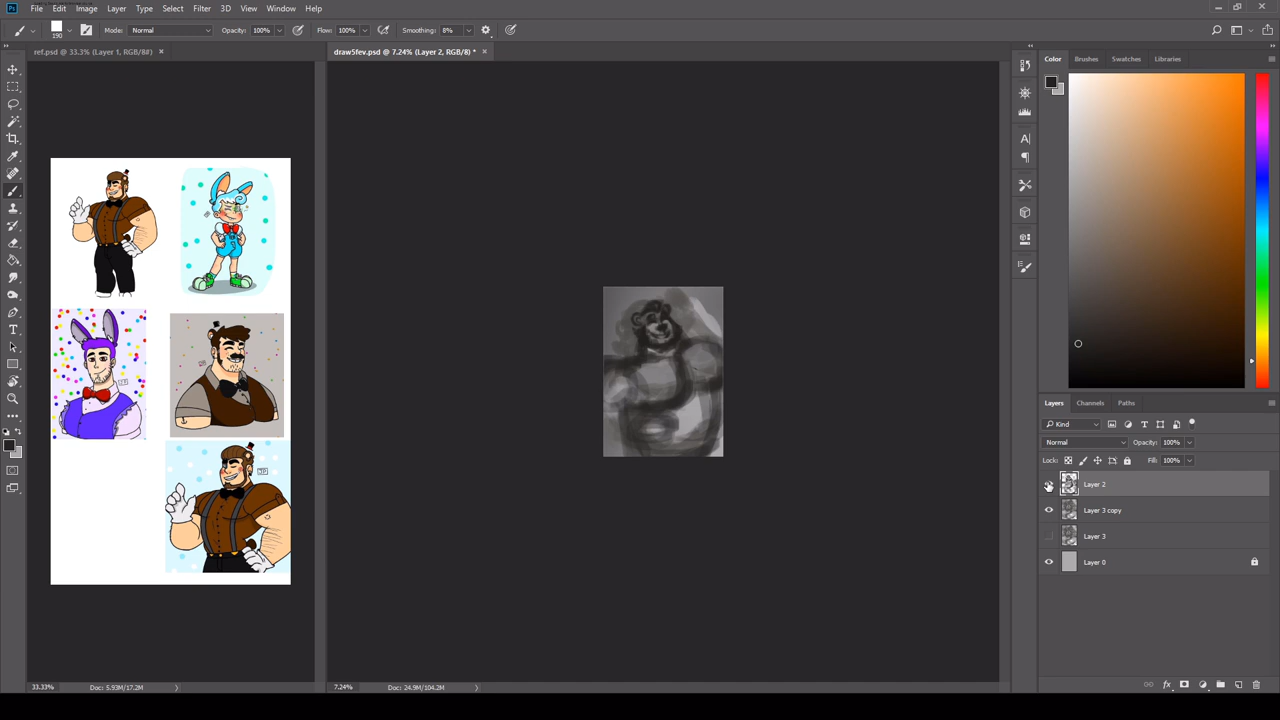 Ps File Edit Image Layer Type Select Filter 3D View Window Help
190 Mode: Normal Opacity: 100% Flow: 100% Smoothing: 8%
ref.psd @ 33.3% (Layer 1, RGB/8#) × draw5fev.psd @ 7.24% (Layer 2, RGB/8) * ×
Color Brushes Swatches Libraries
Layers Channels Paths
Kind
Normal Opacity: 100%
Lock: Fill: 100%
Layer 2
Layer 3 copy
Layer 3
Layer 0
33.33% Doc: 5.93M/17.2M 7.24% Doc: 24.9M/104.2M